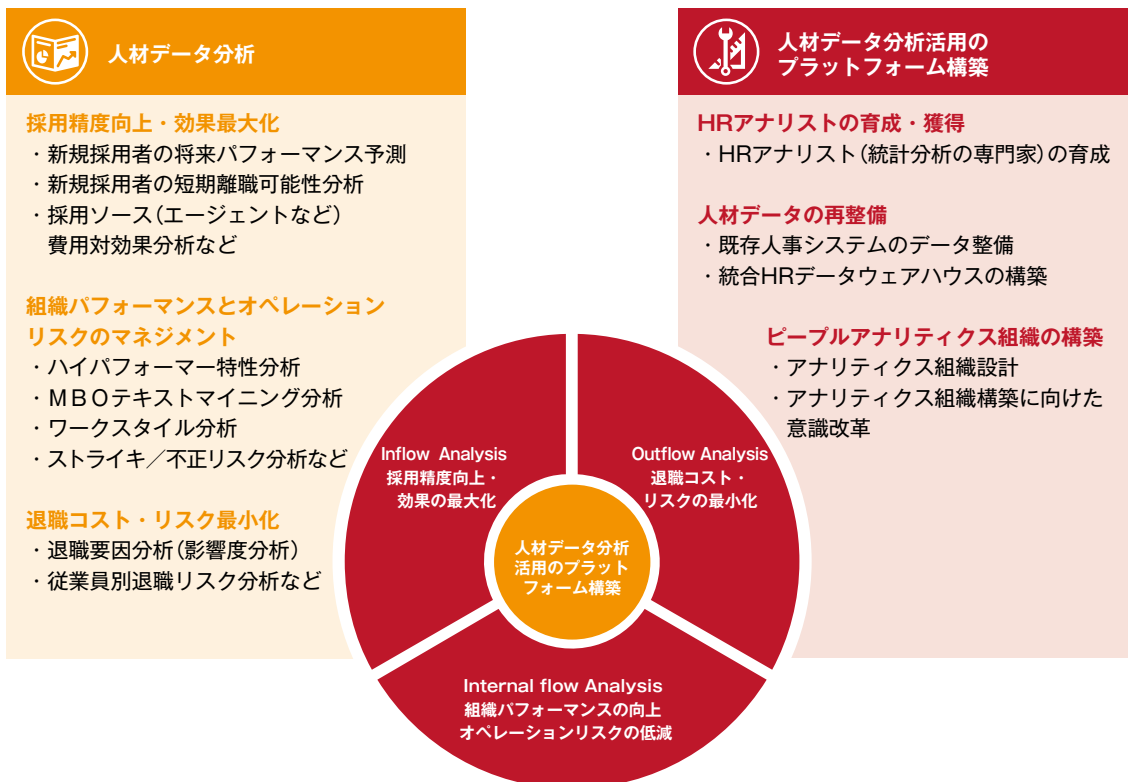 人材データ分析
採用精度向上・効果最大化
・新規採用者の将来パフォーマンス予測
・新規採用者の短期離職可能性分析
・採用ソース（エージェントなど）
費用対効果分析など
組織パフォーマンスとオペレーション
リスクのマネジメント
・ハイパフォーマー特性分析
・ＭＢＯテキストマイニング分析
・ワークスタイル分析
・ストライキ／不正リスク分析など
退職コスト・リスク最小化
・退職要因分析（影響度分析）
・従業員別退職リスク分析など
人材データ分析活用の
プラットフォーム構築
HRアナリストの育成・獲得
・HRアナリスト（統計分析の専門家）の育成
人材データの再整備
・既存人事システムのデータ整備
・統合HRデータウェアハウスの構築
ピープルアナリティクス組織の構築
・アナリティクス組織設計
・アナリティクス組織構築に向けた
意識改革
Inflow Analysis
採用精度向上・
効果の最大化
Outflow Analysis
退職コスト・
リスクの最小化
人材データ分析
活用のプラット
フォーム構築
Internal flow Analysis
組織パフォーマンスの向上
オペレーションリスクの低減